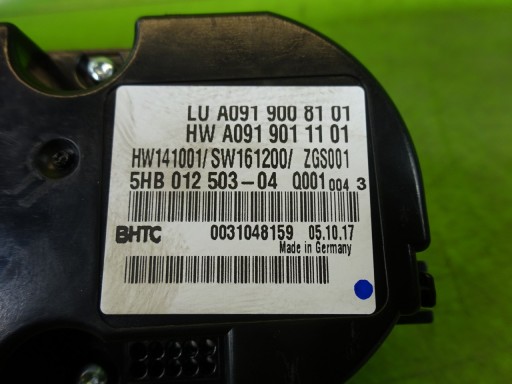 LU A091 900 81 01
HW A091 901 11 01
HW141001/ SW161200/ ZGS001
5HB 012 503-04 Q001 004 3
BHTC 0031048159 05.10.17
Made in Germany